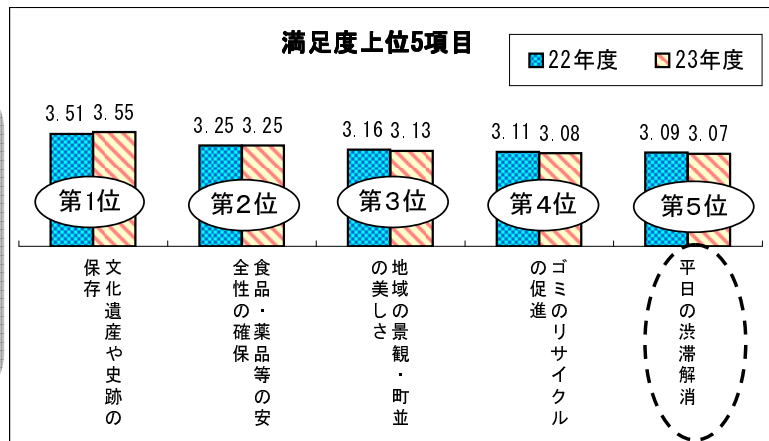 満足度上位5項目
22年度 23年度
3.51 3.55
3.25 3.25
3.16 3.13
3.11 3.08
3.09 3.07
第1位
第2位
第3位
第4位
第5位
文化遺産や史跡の
保存
食品・薬品等の安
全性の確保
地域の景観・町並
の美しさ
ゴミのリサイクル
の促進
平日の渋滞解消